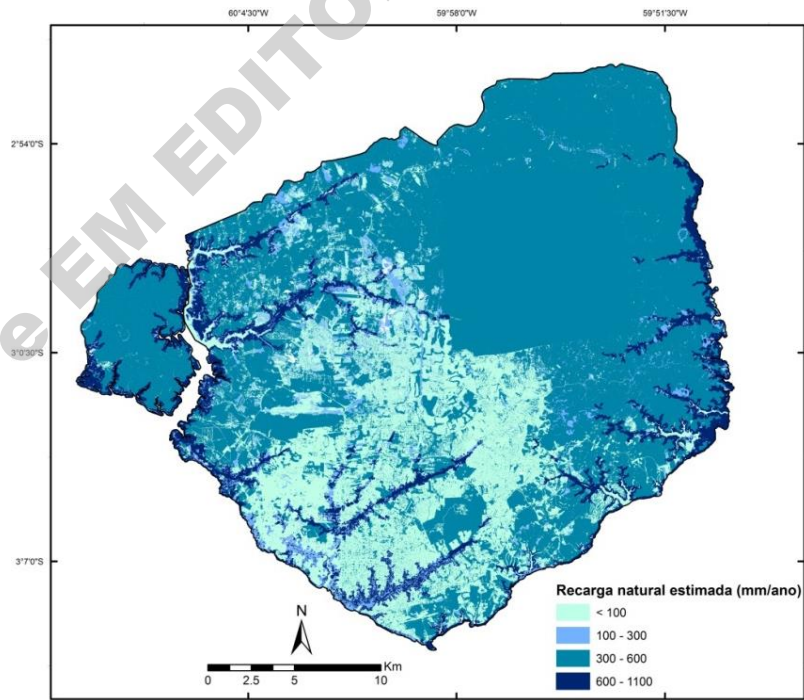 60°4'30"W 59°58'0"W 59°51'30"W
e EM EDITO
2°54'0"S
3°0'30"S
3°7'0"S
Recarga natural estimada (mm/ano)
< 100
100 - 300
300 - 600
600 - 1100
N
Km
0 2.5 5 10